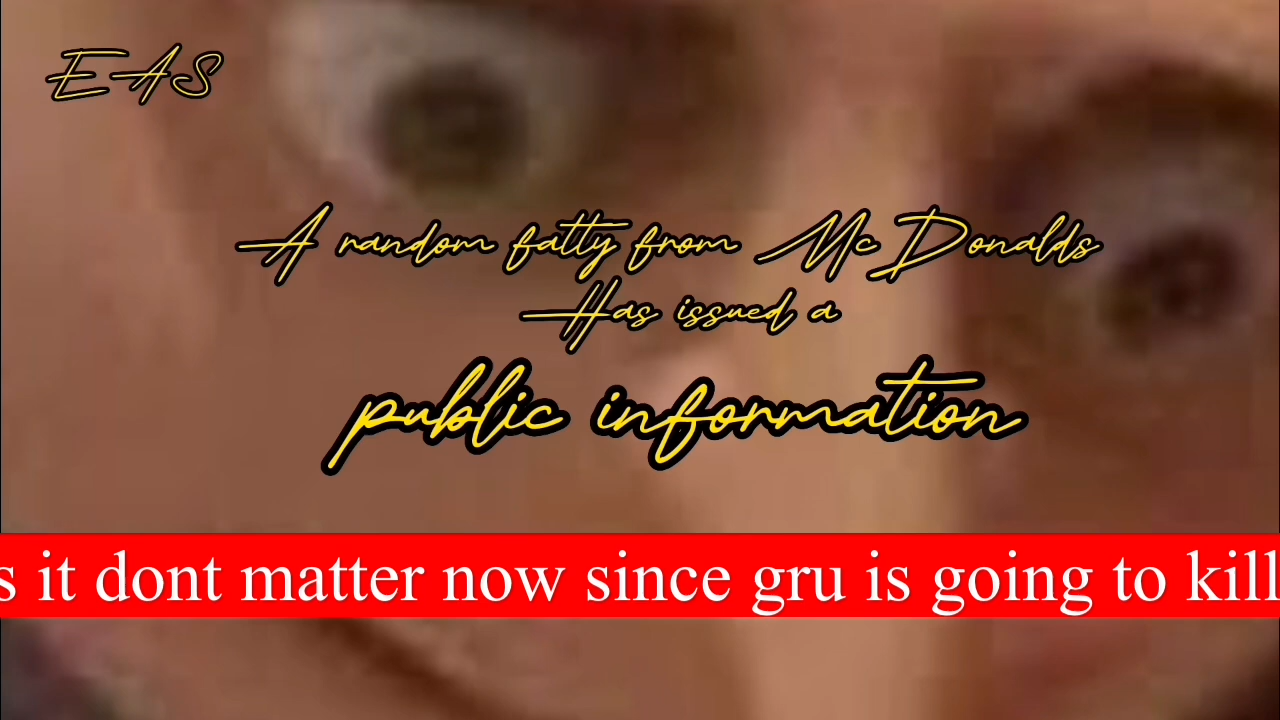 EAS
A random fatty from McDonalds
Has issued a
public information
s it dont matter now since gru is going to kill